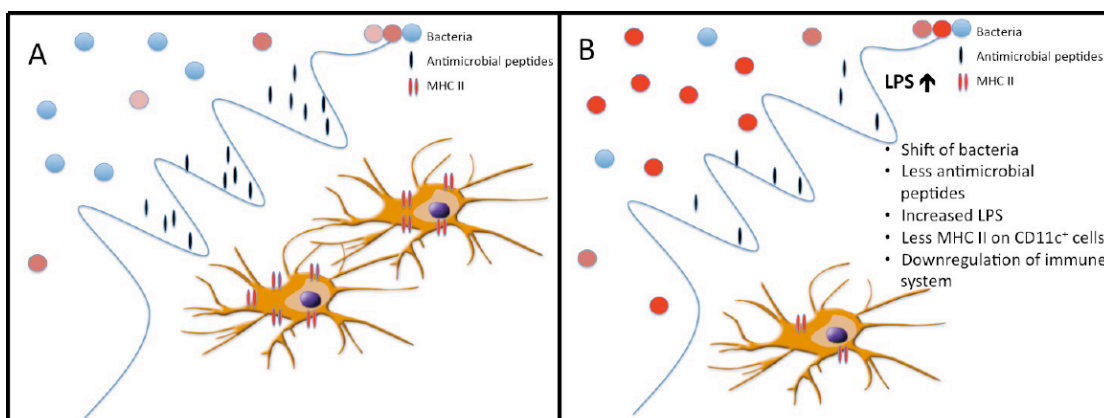 A
Bacteria
Antimicrobial peptides
MHC II
B
Bacteria
Antimicrobial peptides
LPS ↑
MHC II
• Shift of bacteria
• Less antimicrobial
peptides
• Increased LPS
• Less MHC II on CD11c⁺ cells
• Downregulation of immune
system